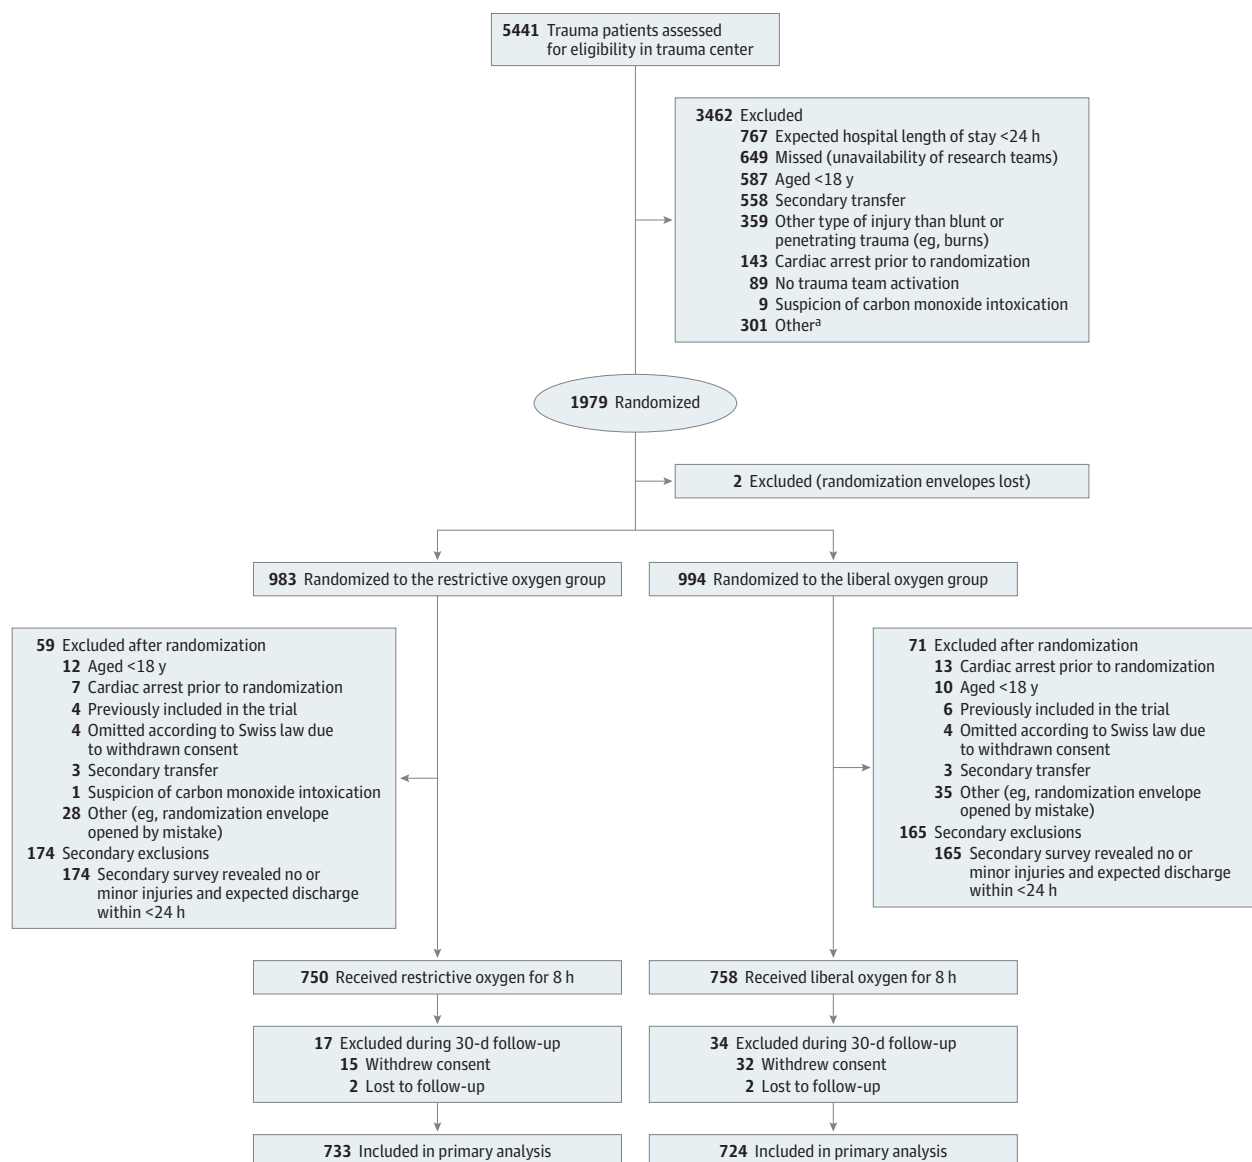 5441 Trauma patients assessed
for eligibility in trauma center
3462 Excluded
767 Expected hospital length of stay <24 h
649 Missed (unavailability of research teams)
587 Aged <18 y
558 Secondary transfer
359 Other type of injury than blunt or
penetrating trauma (eg, burns)
143 Cardiac arrest prior to randomization
89 No trauma team activation
9 Suspicion of carbon monoxide intoxication
301 Otherᵃ
1979 Randomized
2 Excluded (randomization envelopes lost)
983 Randomized to the restrictive oxygen group
994 Randomized to the liberal oxygen group
59 Excluded after randomization
12 Aged <18 y
7 Cardiac arrest prior to randomization
4 Previously included in the trial
4 Omitted according to Swiss law due
to withdrawn consent
3 Secondary transfer
1 Suspicion of carbon monoxide intoxication
28 Other (eg, randomization envelope
opened by mistake)
174 Secondary exclusions
174 Secondary survey revealed no or
minor injuries and expected discharge
within <24 h
71 Excluded after randomization
13 Cardiac arrest prior to randomization
10 Aged <18 y
6 Previously included in the trial
4 Omitted according to Swiss law due
to withdrawn consent
3 Secondary transfer
35 Other (eg, randomization envelope
opened by mistake)
165 Secondary exclusions
165 Secondary survey revealed no or
minor injuries and expected discharge
within <24 h
750 Received restrictive oxygen for 8 h
758 Received liberal oxygen for 8 h
17 Excluded during 30-d follow-up
15 Withdrew consent
2 Lost to follow-up
34 Excluded during 30-d follow-up
32 Withdrew consent
2 Lost to follow-up
733 Included in primary analysis
724 Included in primary analysis